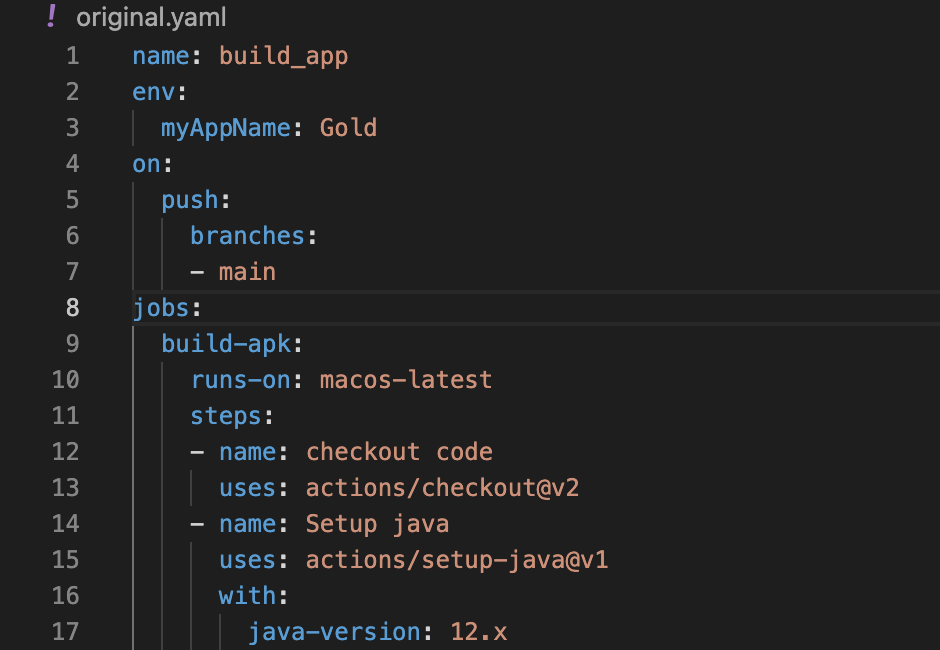 ! original.yaml
1 name: build_app
2 env:
3   myAppName: Gold
4 on:
5   push:
6     branches:
7     - main
8 jobs:
9   build-apk:
10     runs-on: macos-latest
11     steps:
12     - name: checkout code
13       uses: actions/checkout@v2
14     - name: Setup java
15       uses: actions/setup-java@v1
16       with:
17         java-version: 12.x